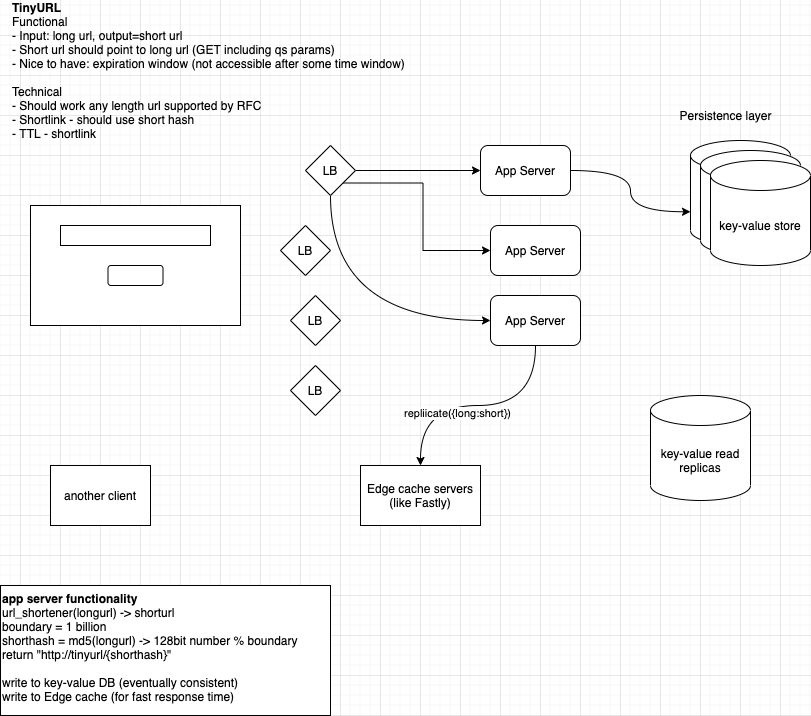 TinyURL
Functional
- Input: long url, output=short url
- Short url should point to long url (GET including qs params)
- Nice to have: expiration window (not accessible after some time window)
Technical
- Should work any length url supported by RFC
- Shortlink - should use short hash
- TTL - shortlink
Persistence layer
LB
App Server
key-value store
LB
App Server
LB
App Server
LB
repliicate({long:short})
key-value read
replicas
another client
Edge cache servers
(like Fastly)
app server functionality
url_shortener(longurl) -> shorturl
boundary = 1 billion
shorthash = md5(longurl) -> 128bit number % boundary
return "http://tinyurl/{shorthash}"
write to key-value DB (eventually consistent)
write to Edge cache (for fast response time)